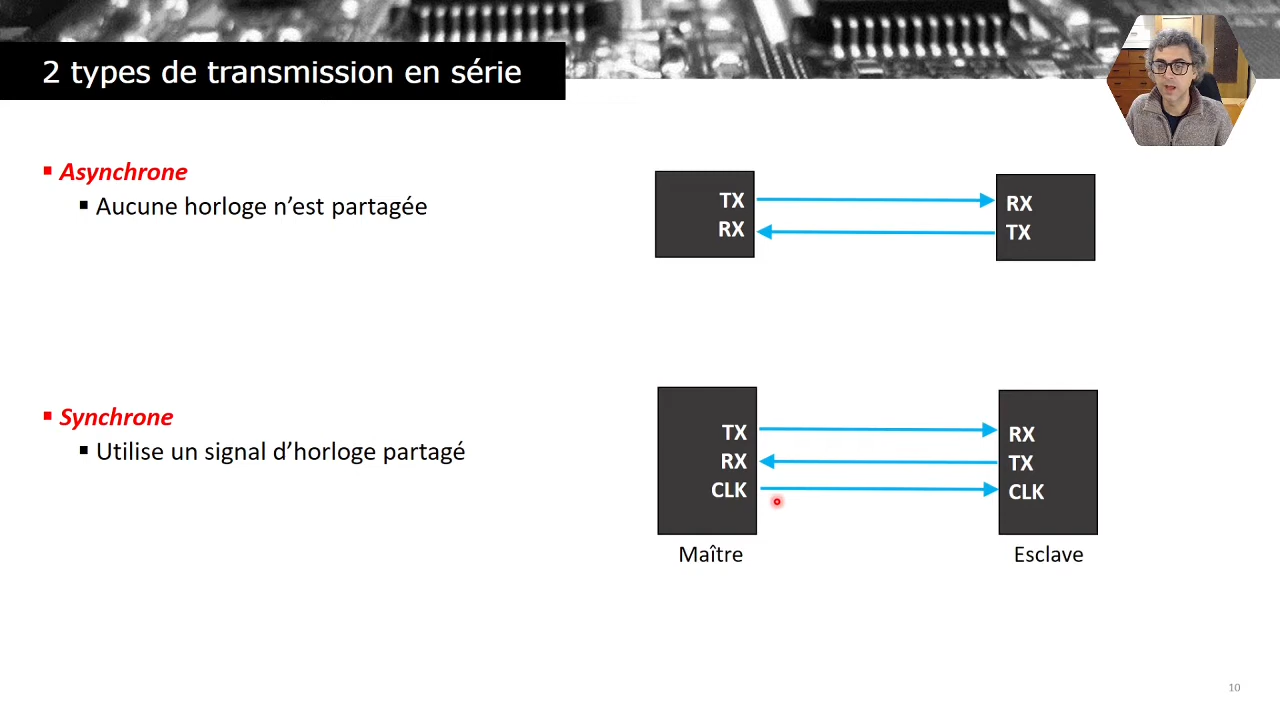 2 types de transmission en série
Asynchrone
Aucune horloge n’est partagée
TX
RX
RX
TX
Synchrone
Utilise un signal d’horloge partagé
TX
RX
CLK
RX
TX
CLK
Maître
Esclave
10